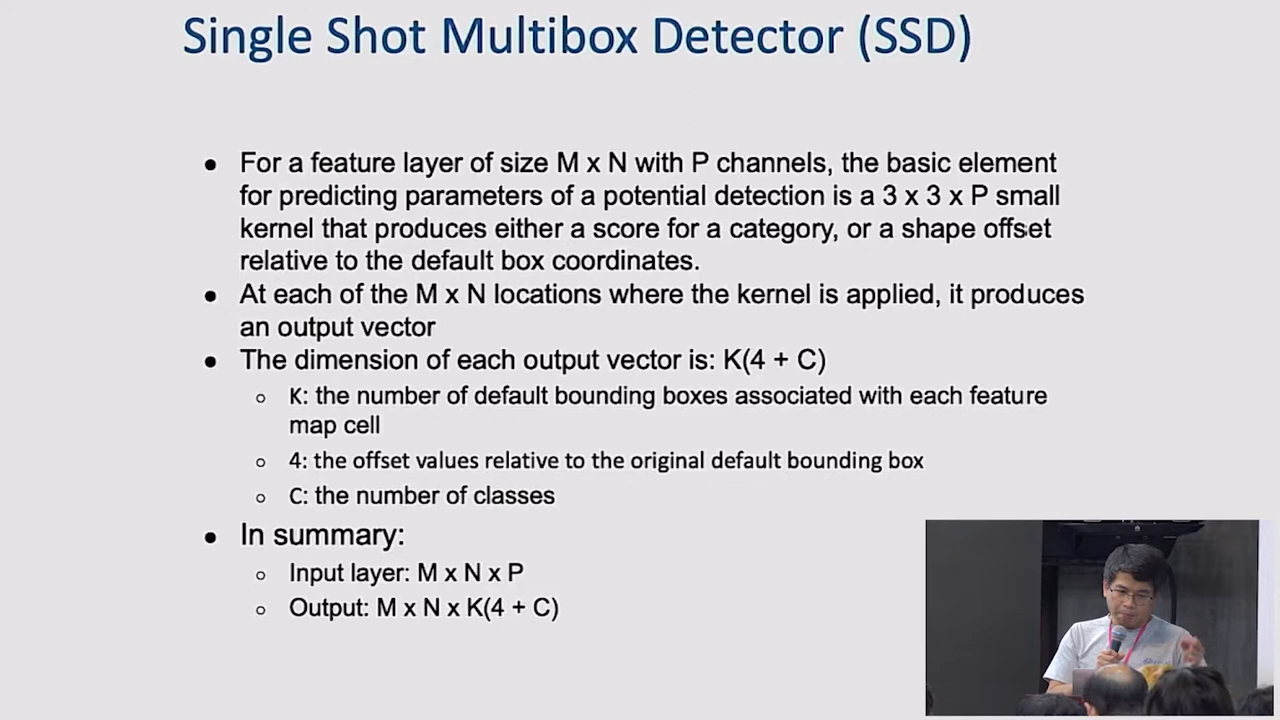 Single Shot Multibox Detector (SSD)
● For a feature layer of size M x N with P channels, the basic element
for predicting parameters of a potential detection is a 3 x 3 x P small
kernel that produces either a score for a category, or a shape offset
relative to the default box coordinates.
● At each of the M x N locations where the kernel is applied, it produces
an output vector
● The dimension of each output vector is: K(4 + C)
○ K: the number of default bounding boxes associated with each feature
map cell
○ 4: the offset values relative to the original default bounding box
○ C: the number of classes
● In summary:
○ Input layer: M x N x P
○ Output: M x N x K(4 + C)